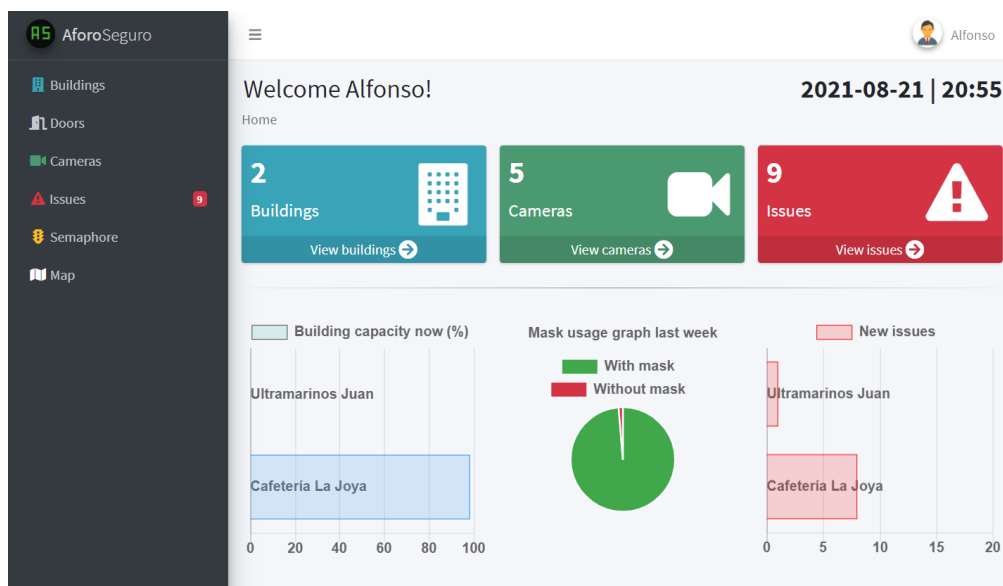 AS AforoSeguro
Alfonso
Buildings
Doors
Cameras
Issues 9
Semaphore
Map
Welcome Alfonso! 2021-08-21 | 20:55
Home
2
Buildings
View buildings
5
Cameras
View cameras
9
Issues
View issues
Building capacity now (%)
Ultramarinos Juan
Cafetería La Joya
0 20 40 60 80 100
Mask usage graph last week
With mask
Without mask
New issues
Ultramarinos Juan
Cafetería La Joya
0 5 10 15 20